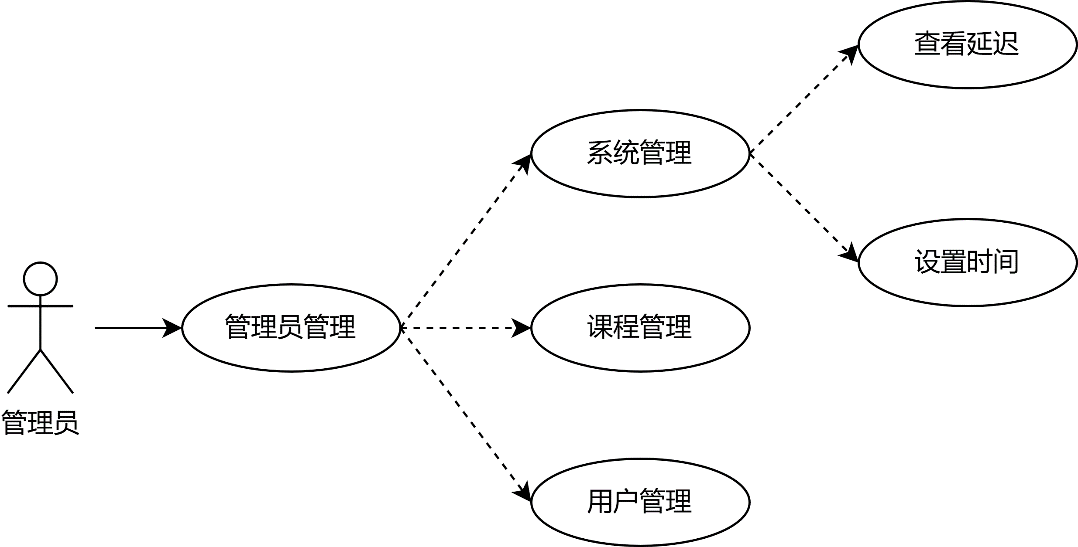 查看延迟
系统管理
设置时间
管理员管理
课程管理
管理员
用户管理